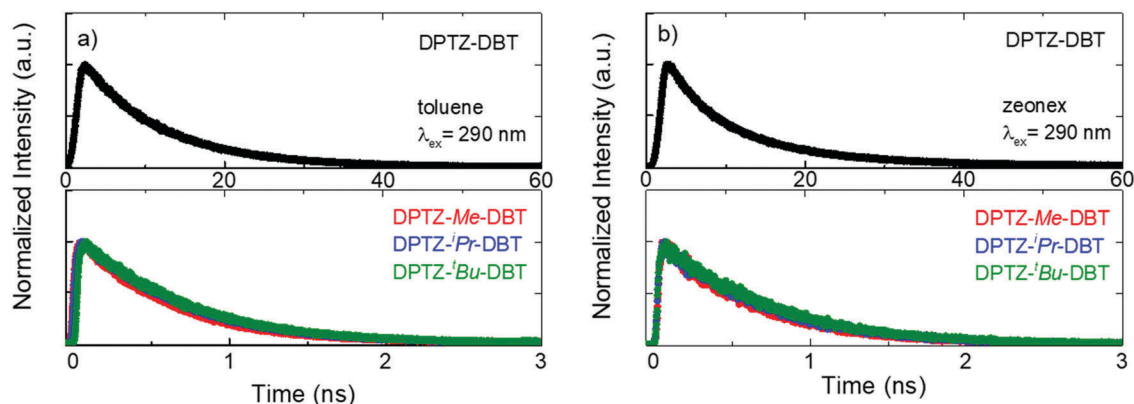 a)
DPTZ-DBT
toluene
λex = 290 nm
0 20 40 60
DPTZ-Me-DBT
DPTZ-iPr-DBT
DPTZ-tBu-DBT
0 1 2 3
Normalized Intensity (a.u.)
Time (ns)
b)
DPTZ-DBT
zeonex
λex = 290 nm
0 20 40 60
DPTZ-Me-DBT
DPTZ-iPr-DBT
DPTZ-tBu-DBT
0 1 2 3
Normalized Intensity (a.u.)
Time (ns)